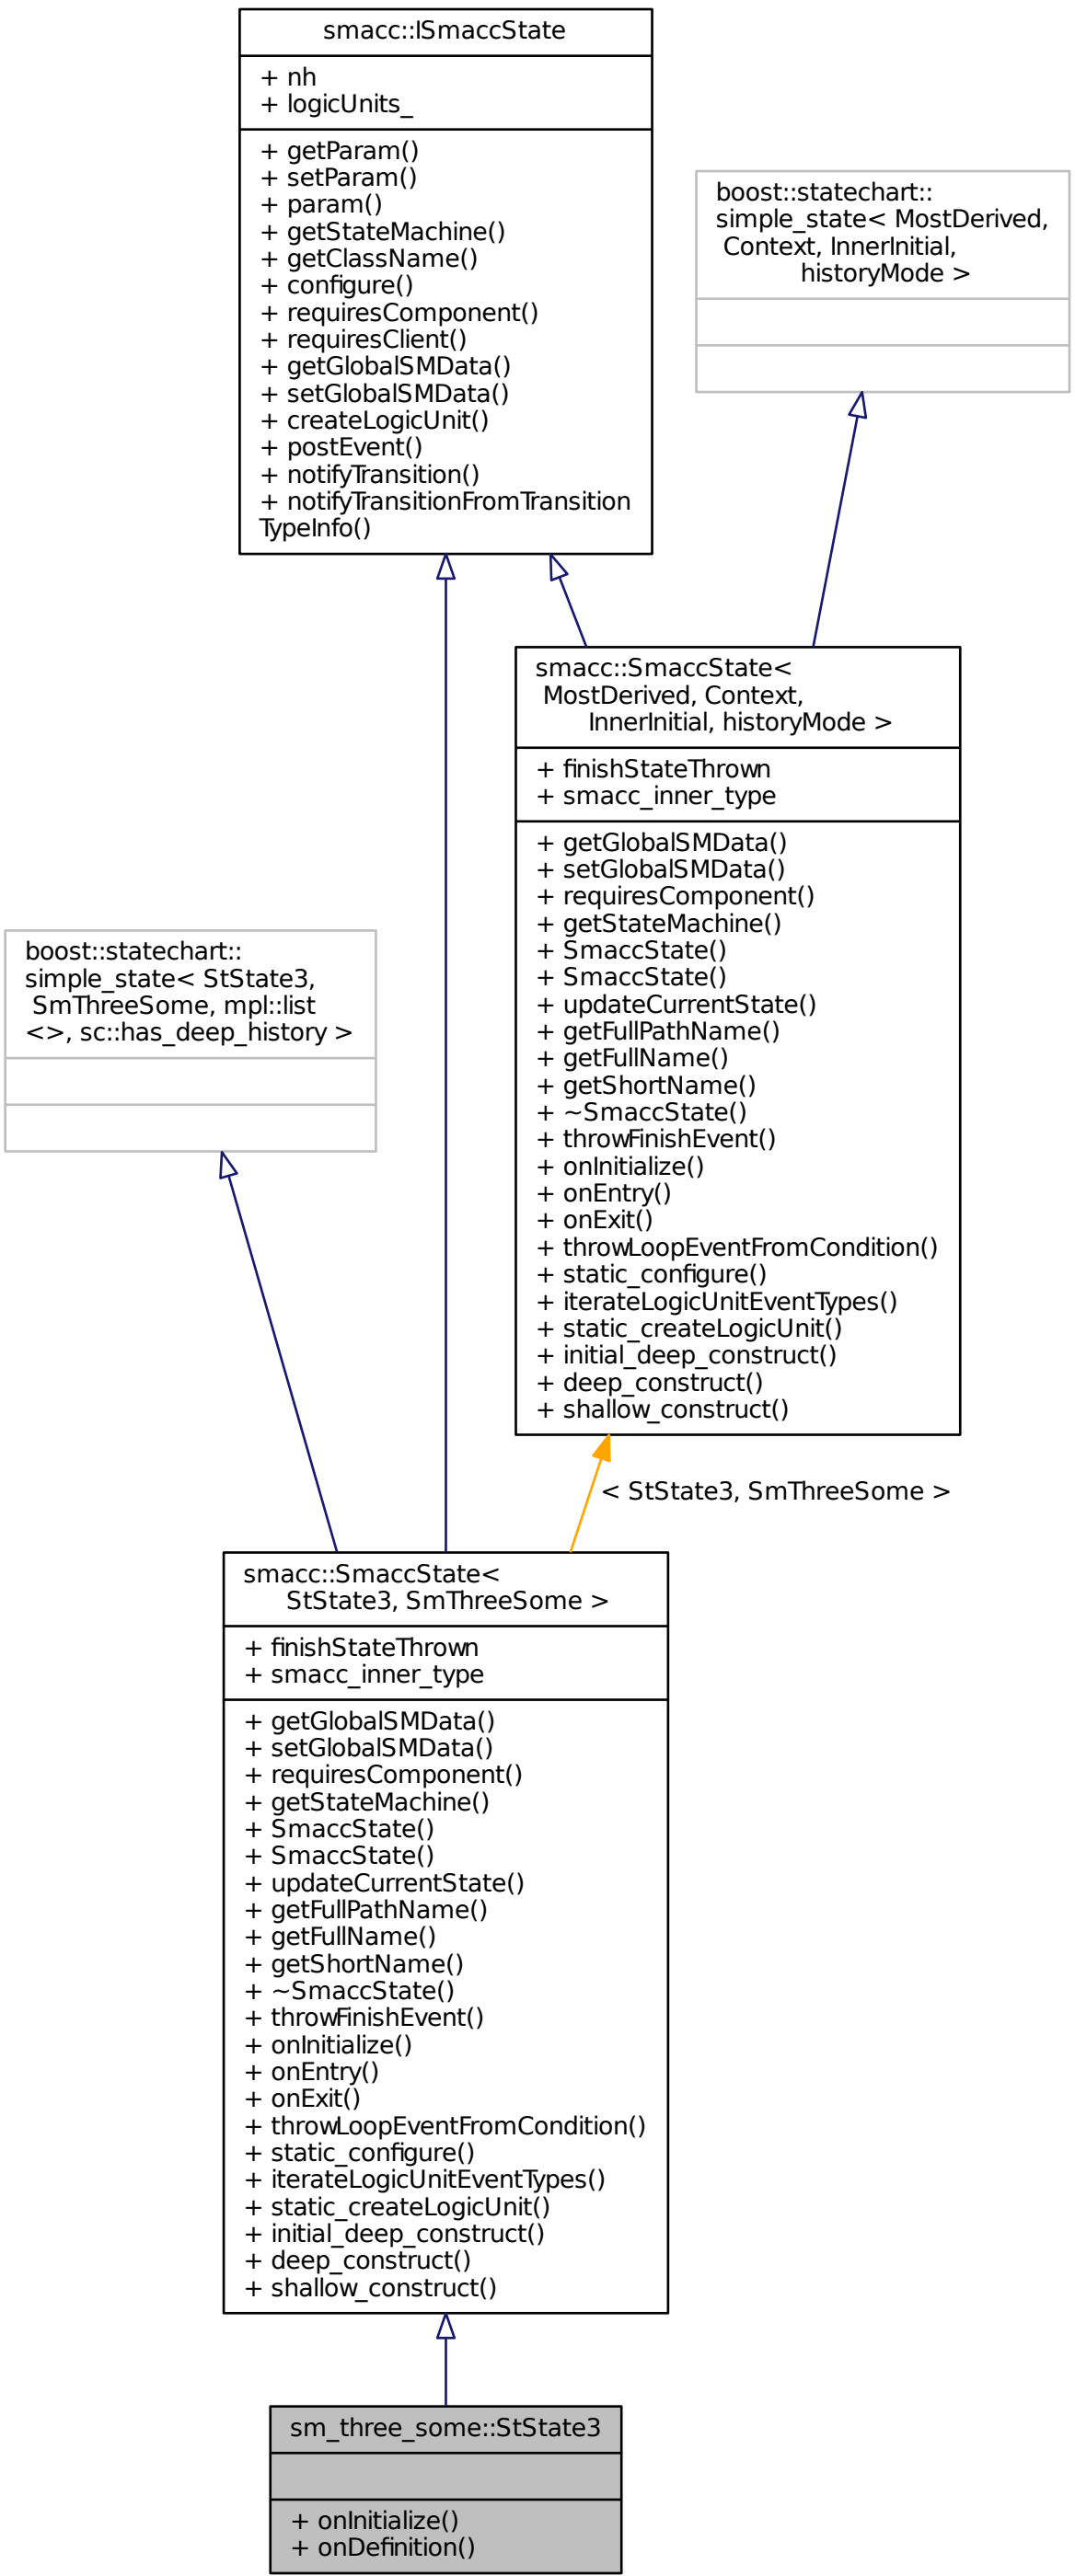 smacc::ISmaccState
+ nh
+ logicUnits_
+ getParam()
+ setParam()
+ param()
+ getStateMachine()
+ getClassName()
+ configure()
+ requiresComponent()
+ requiresClient()
+ getGlobalSMData()
+ setGlobalSMData()
+ createLogicUnit()
+ postEvent()
+ notifyTransition()
+ notifyTransitionFromTransition
TypeInfo()
boost::statechart::
simple_state< MostDerived,
Context, InnerInitial,
historyMode >
smacc::SmaccState<
MostDerived, Context,
InnerInitial, historyMode >
+ finishStateThrown
+ smacc_inner_type
+ getGlobalSMData()
+ setGlobalSMData()
+ requiresComponent()
+ getStateMachine()
+ SmaccState()
+ SmaccState()
+ updateCurrentState()
+ getFullPathName()
+ getFullName()
+ getShortName()
+ ~SmaccState()
+ throwFinishEvent()
+ onInitialize()
+ onEntry()
+ onExit()
+ throwLoopEventFromCondition()
+ static_configure()
+ iterateLogicUnitEventTypes()
+ static_createLogicUnit()
+ initial_deep_construct()
+ deep_construct()
+ shallow_construct()
boost::statechart::
simple_state< StState3,
SmThreeSome, mpl::list
<>, sc::has_deep_history >
< StState3, SmThreeSome >
smacc::SmaccState<
StState3, SmThreeSome >
+ finishStateThrown
+ smacc_inner_type
+ getGlobalSMData()
+ setGlobalSMData()
+ requiresComponent()
+ getStateMachine()
+ SmaccState()
+ SmaccState()
+ updateCurrentState()
+ getFullPathName()
+ getFullName()
+ getShortName()
+ ~SmaccState()
+ throwFinishEvent()
+ onInitialize()
+ onEntry()
+ onExit()
+ throwLoopEventFromCondition()
+ static_configure()
+ iterateLogicUnitEventTypes()
+ static_createLogicUnit()
+ initial_deep_construct()
+ deep_construct()
+ shallow_construct()
sm_three_some::StState3
+ onInitialize()
+ onDefinition()